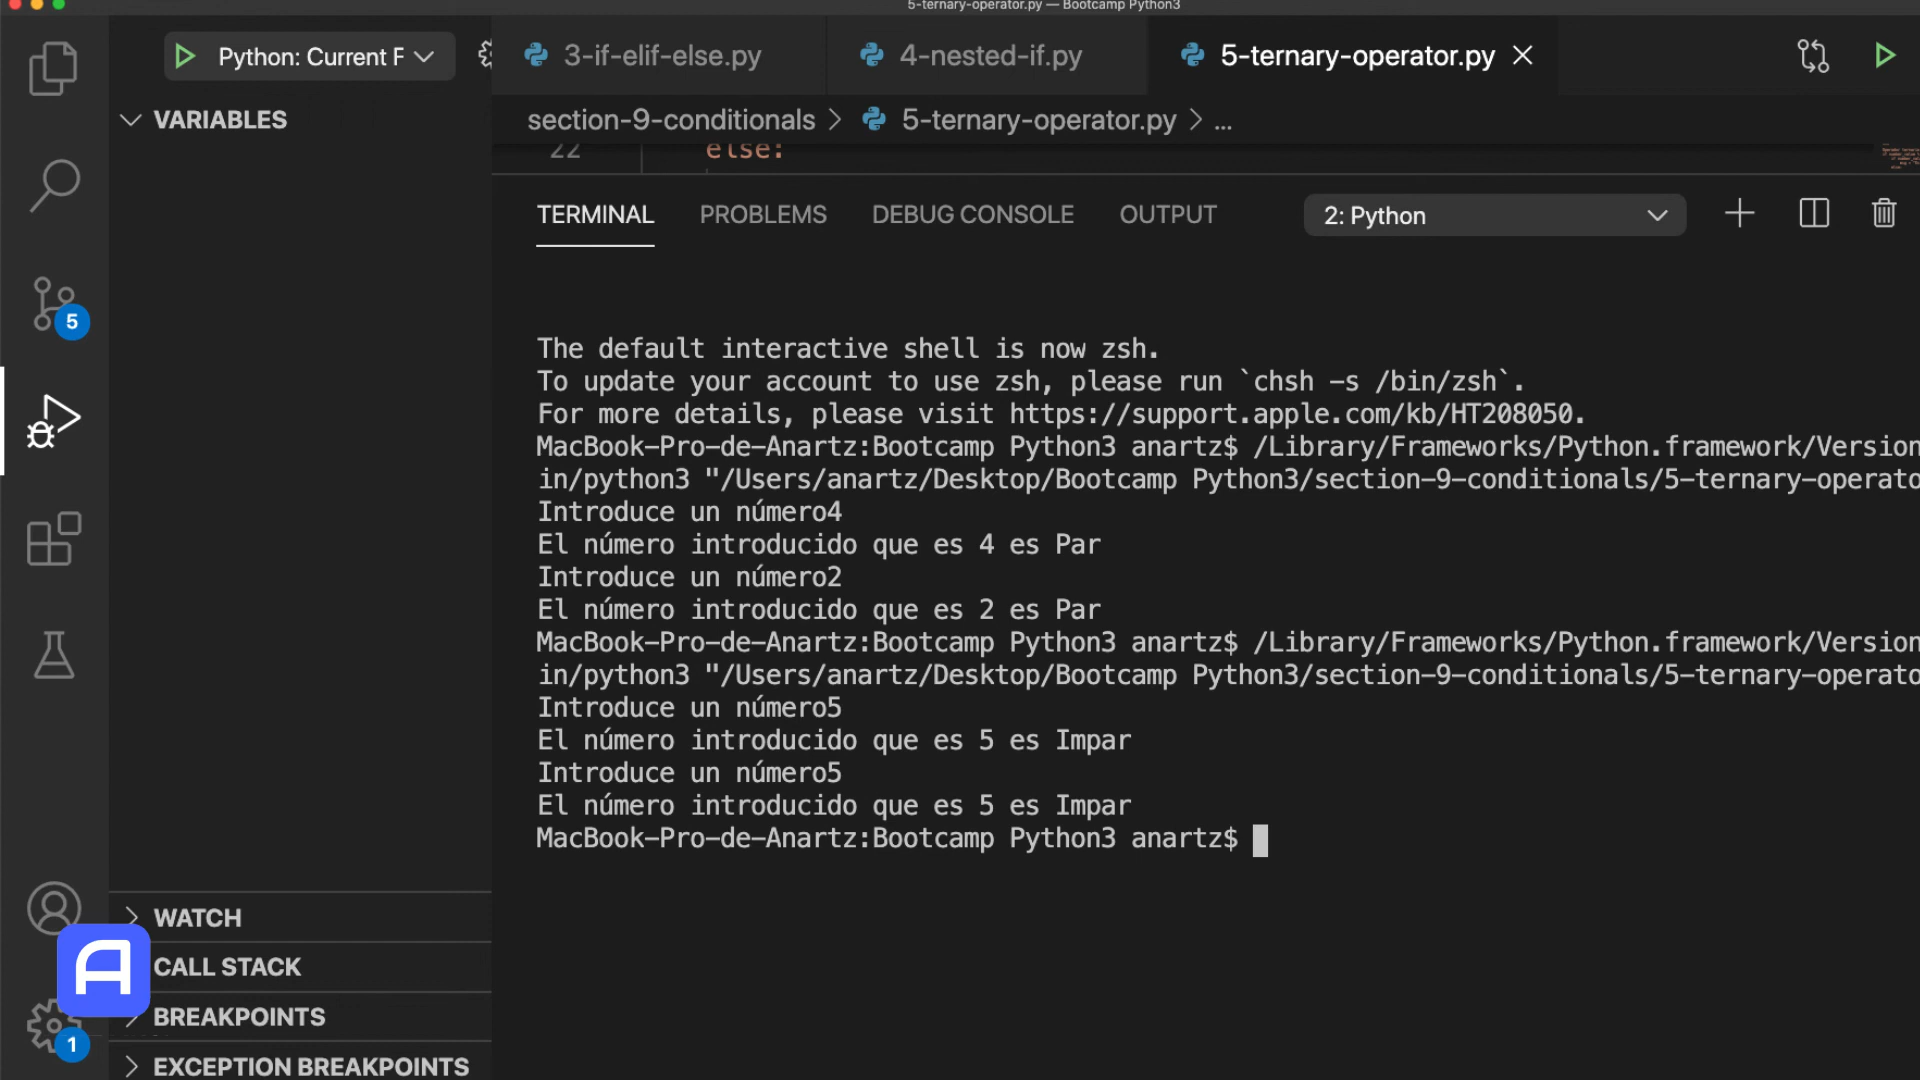 5-ternary-operator.py — Bootcamp Python3
Python: Current F
3-if-elif-else.py
4-nested-if.py
5-ternary-operator.py
VARIABLES
section-9-conditionals > 5-ternary-operator.py > ...
22 else:
TERMINAL PROBLEMS DEBUG CONSOLE OUTPUT 2: Python
5
The default interactive shell is now zsh.
To update your account to use zsh, please run `chsh -s /bin/zsh`.
For more details, please visit https://support.apple.com/kb/HT208050.
MacBook-Pro-de-Anartz:Bootcamp Python3 anartz$ /Library/Frameworks/Python.framework/Version
in/python3 "/Users/anartz/Desktop/Bootcamp Python3/section-9-conditionals/5-ternary-operato
Introduce un número4
El número introducido que es 4 es Par
Introduce un número2
El número introducido que es 2 es Par
MacBook-Pro-de-Anartz:Bootcamp Python3 anartz$ /Library/Frameworks/Python.framework/Version
in/python3 "/Users/anartz/Desktop/Bootcamp Python3/section-9-conditionals/5-ternary-operato
Introduce un número5
El número introducido que es 5 es Impar
Introduce un número5
El número introducido que es 5 es Impar
MacBook-Pro-de-Anartz:Bootcamp Python3 anartz$
WATCH
CALL STACK
BREAKPOINTS
1
EXCEPTION BREAKPOINTS